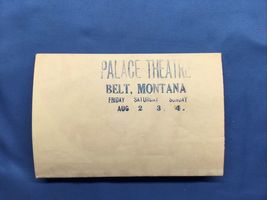 PALACE THEATRE
BELT, MONTANA
FRIDAY SATURDAY SUNDAY
AUG 2 3. 4.